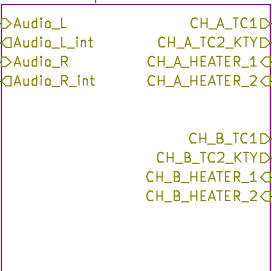 Audio_L CH_A_TC1
Audio_L_int CH_A_TC2_KTY
Audio_R CH_A_HEATER_1
Audio_R_int CH_A_HEATER_2
CH_B_TC1
CH_B_TC2_KTY
CH_B_HEATER_1
CH_B_HEATER_2